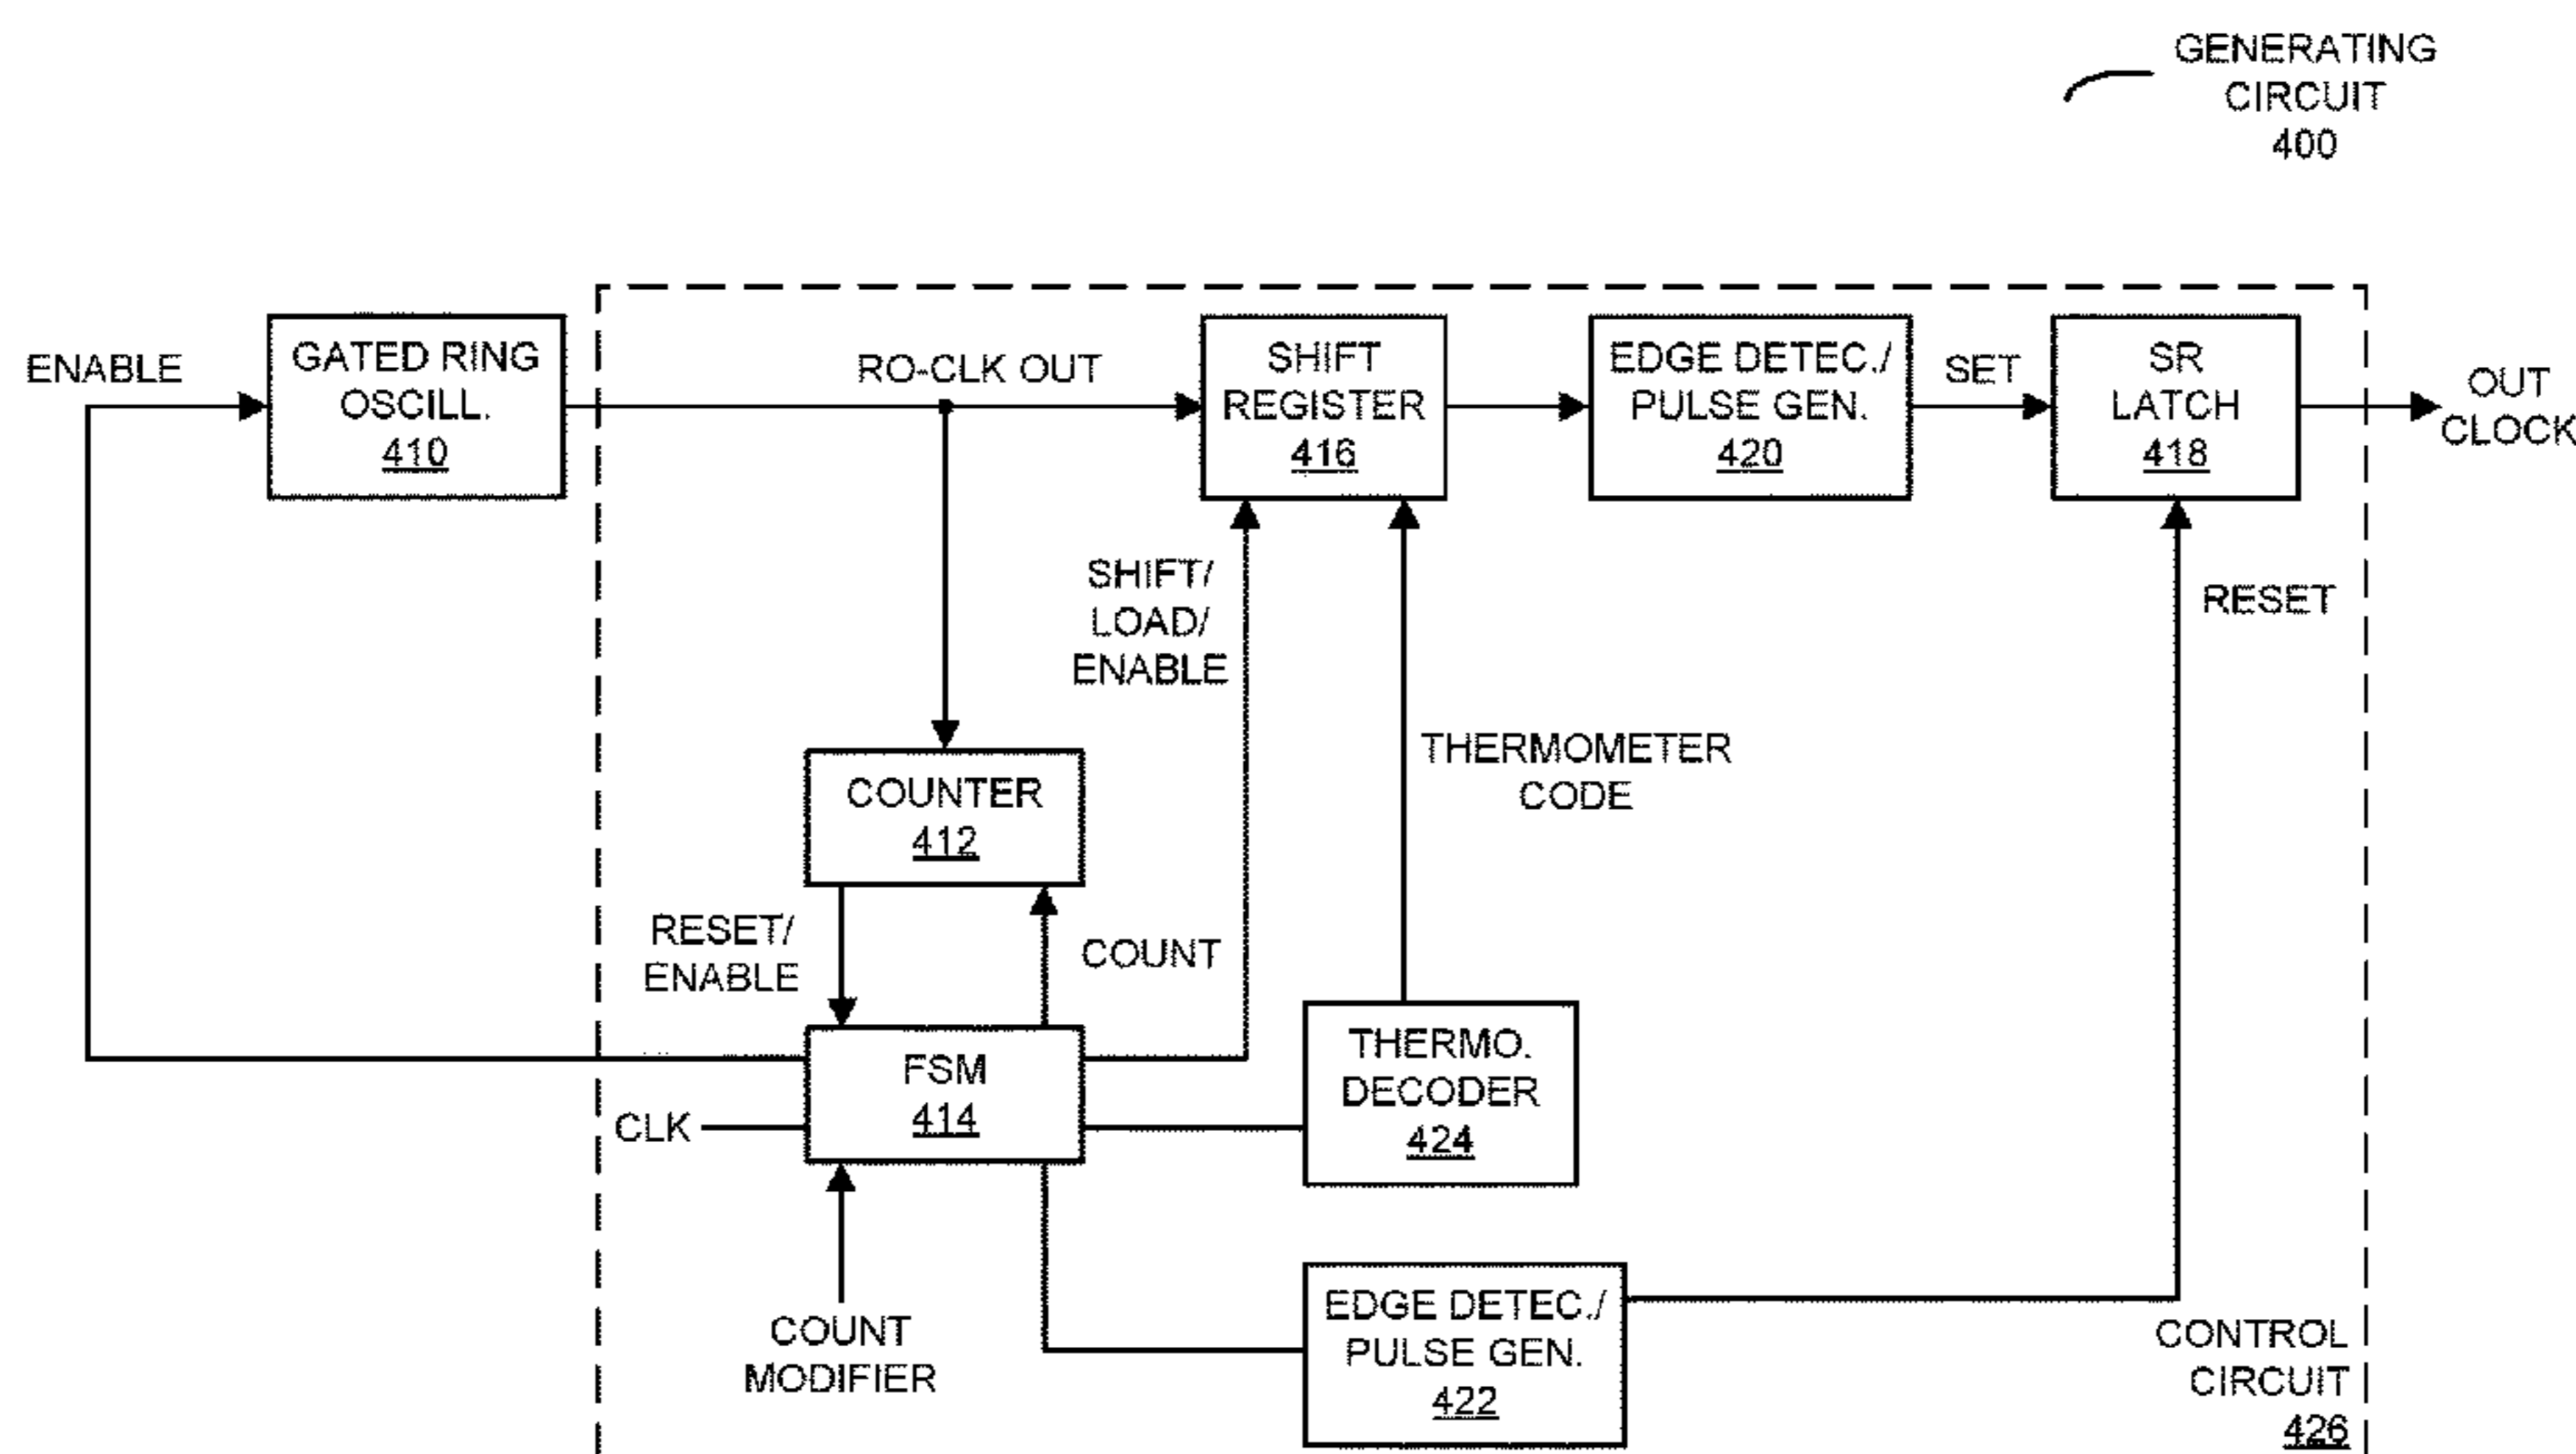 GENERATING
CIRCUIT
400
ENABLE
GATED RING
OSCILL.
410
RO-CLK OUT
SHIFT
REGISTER
416
EDGE DETEC./
PULSE GEN.
420
SET
SR
LATCH
418
OUT
CLOCK
SHIFT/
LOAD/
ENABLE
RESET
THERMOMETER
CODE
COUNTER
412
RESET/
ENABLE
COUNT
FSM
414
CLK
THERMO.
DECODER
424
COUNT
MODIFIER
EDGE DETEC./
PULSE GEN.
422
CONTROL
CIRCUIT
426